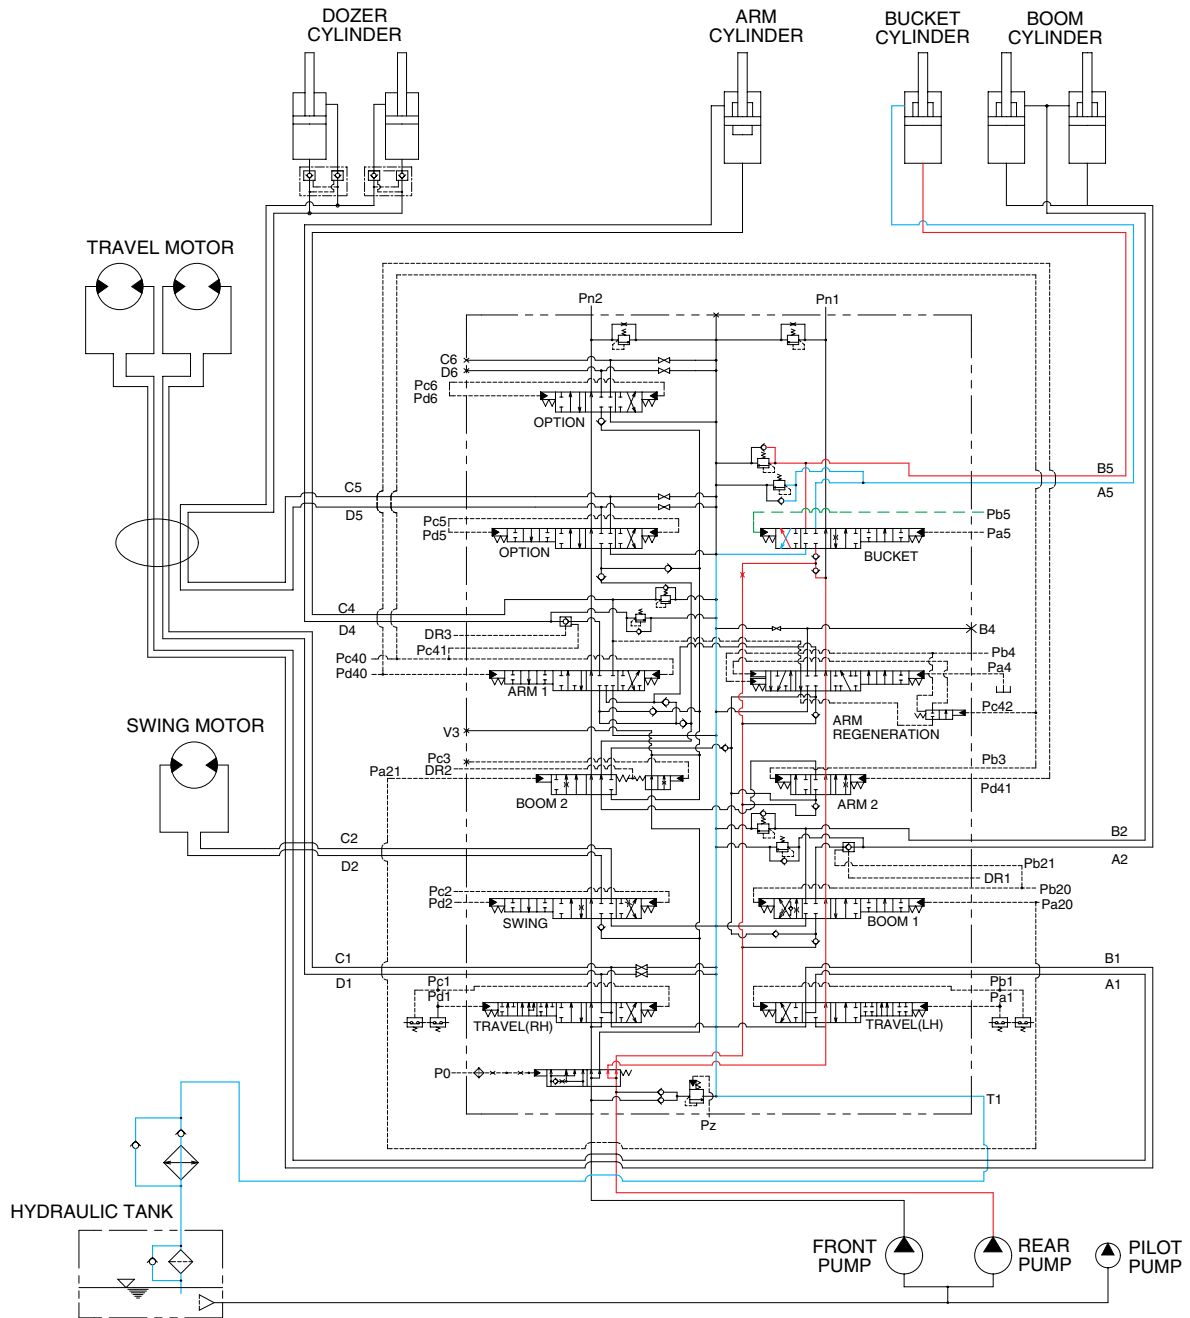 DOZER
CYLINDER
ARM
CYLINDER
BUCKET
CYLINDER
BOOM
CYLINDER
TRAVEL MOTOR
Pn2
Pn1
C6
D6
Pc6
Pd6
OPTION
B5
A5
C5
D5
Pc5
Pd5
OPTION
Pb5
Pa5
BUCKET
C4
D4
DR3
Pc41
B4
Pc40
Pd40
ARM 1
Pb4
Pa4
Pc42
ARM
REGENERATION
SWING MOTOR
V3
Pc3
DR2
Pa21
BOOM 2
Pb3
Pd41
ARM 2
C2
D2
B2
A2
Pb21
DR1
Pc2
Pd2
SWING
Pb20
Pa20
BOOM 1
C1
D1
B1
A1
Pc1
Pd1
TRAVEL(RH)
Pb1
Pa1
TRAVEL(LH)
P0
T1
Pz
HYDRAULIC TANK
FRONT
PUMP
REAR
PUMP
PILOT
PUMP